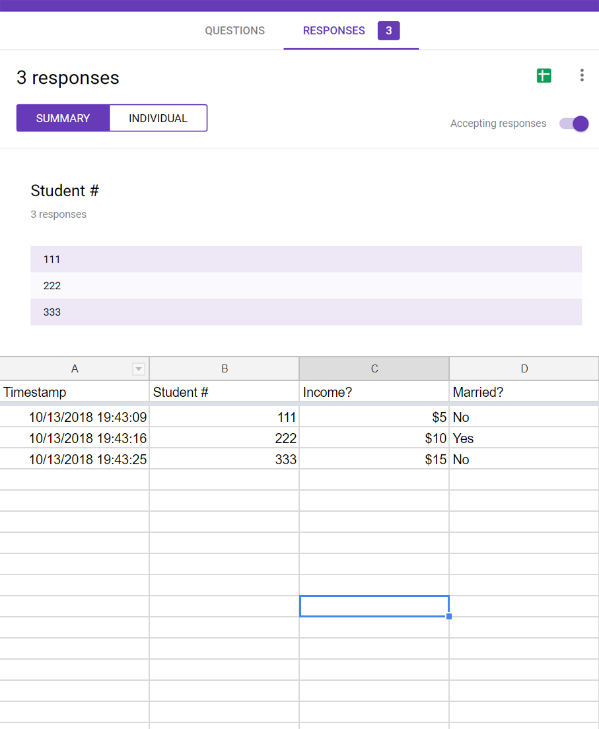 QUESTIONS RESPONSES 3
3 responses
SUMMARY INDIVIDUAL Accepting responses
Student #
3 responses
111
222
333
A B C D
Timestamp Student # Income? Married?
10/13/2018 19:43:09 111 $5 No
10/13/2018 19:43:16 222 $10 Yes
10/13/2018 19:43:25 333 $15 No